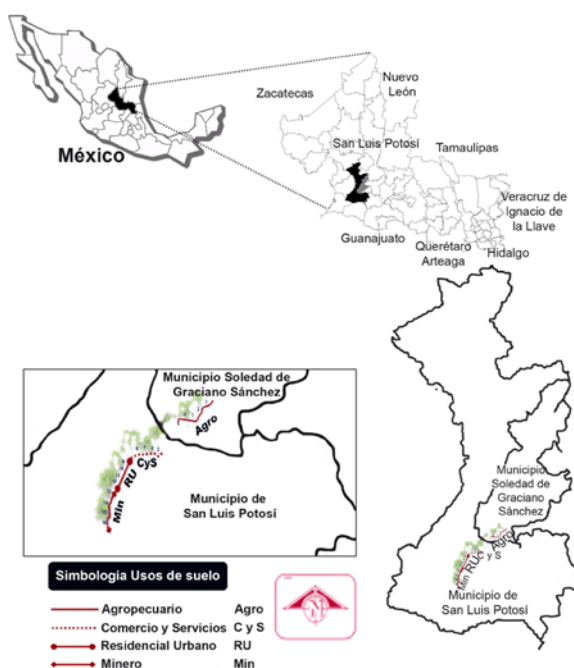 Nuevo
León
Zacatecas
San Luis Potosí
Tamaulipas
México
Veracruz de
Ignacio de
la Llave
Guanajuato
Querétaro
Arteaga
Hidalgo
Municipio Soledad de
Graciano Sánchez
Agro
CyS
RU
Min
Municipio de
San Luis Potosí
Municipio
Soledad de
Graciano
Sánchez
Agro
C y S
RU
Min
Municipio de
San Luis Potosí
Simbología Usos de suelo
Agropecuario Agro
Comercio y Servicios C y S
Residencial Urbano RU
Minero Min
N